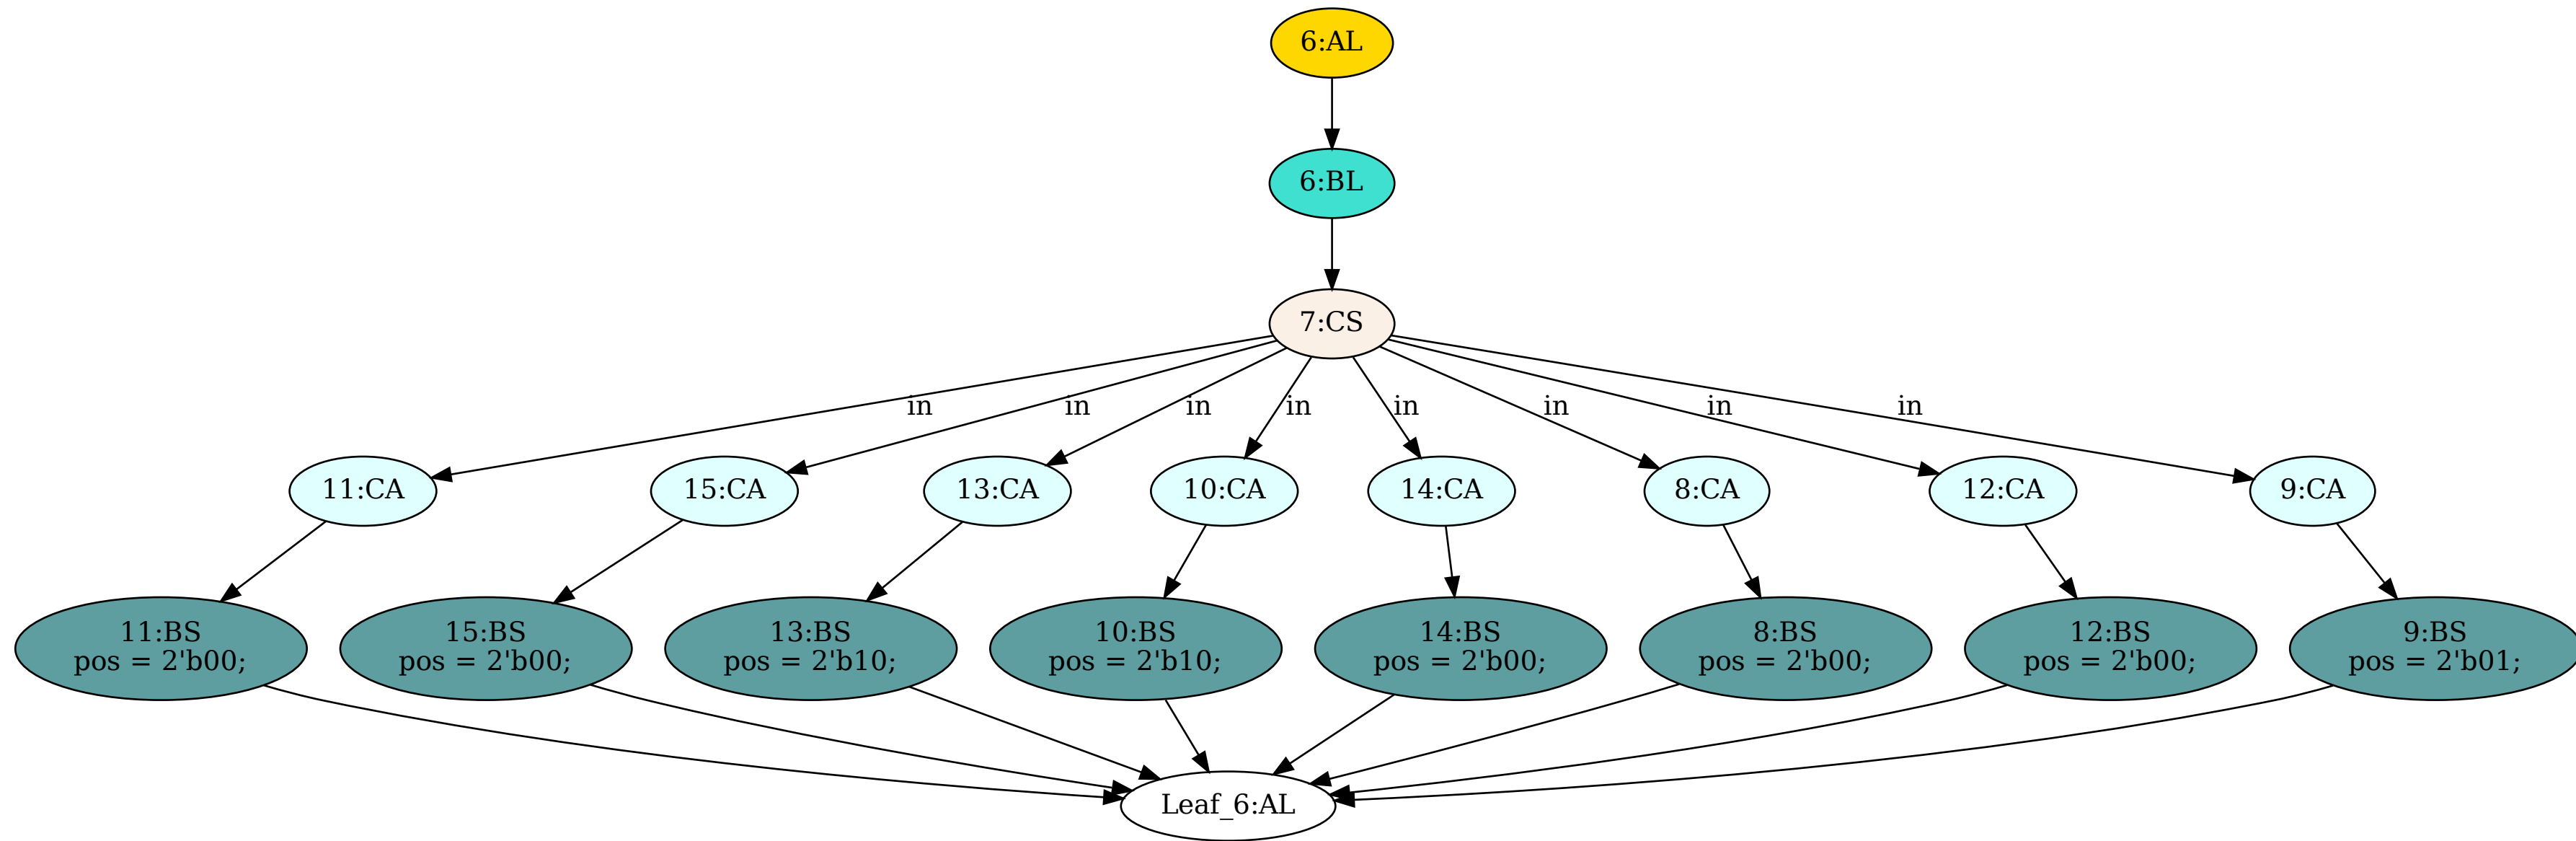 6:AL
6:BL
7:CS
in
in
in
in
in
in
in
in
11:CA
15:CA
13:CA
10:CA
14:CA
8:CA
12:CA
9:CA
11:BS
pos = 2'b00;
15:BS
pos = 2'b00;
13:BS
pos = 2'b10;
10:BS
pos = 2'b10;
14:BS
pos = 2'b00;
8:BS
pos = 2'b00;
12:BS
pos = 2'b00;
9:BS
pos = 2'b01;
Leaf_6:AL